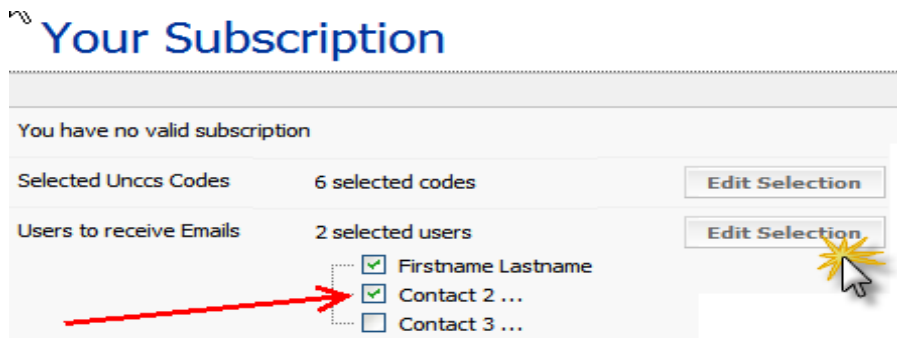 Your Subscription
You have no valid subscription
Selected Unccs Codes 6 selected codes Edit Selection
Users to receive Emails 2 selected users Edit Selection
Firstname Lastname
Contact 2 ...
Contact 3 ...